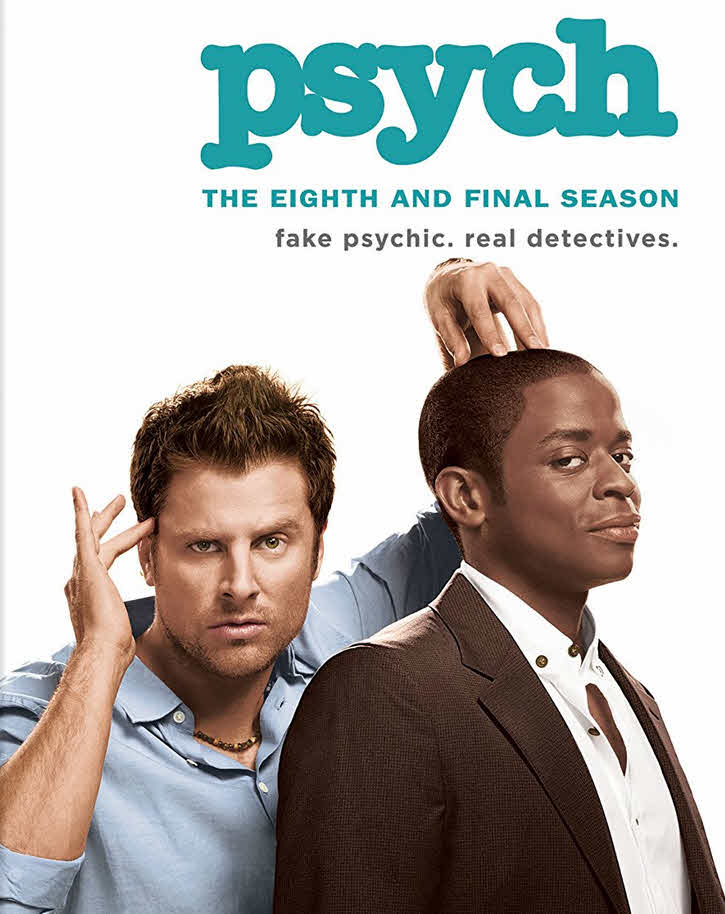 psych
THE EIGHTH AND FINAL SEASON
fake psychic. real detectives.